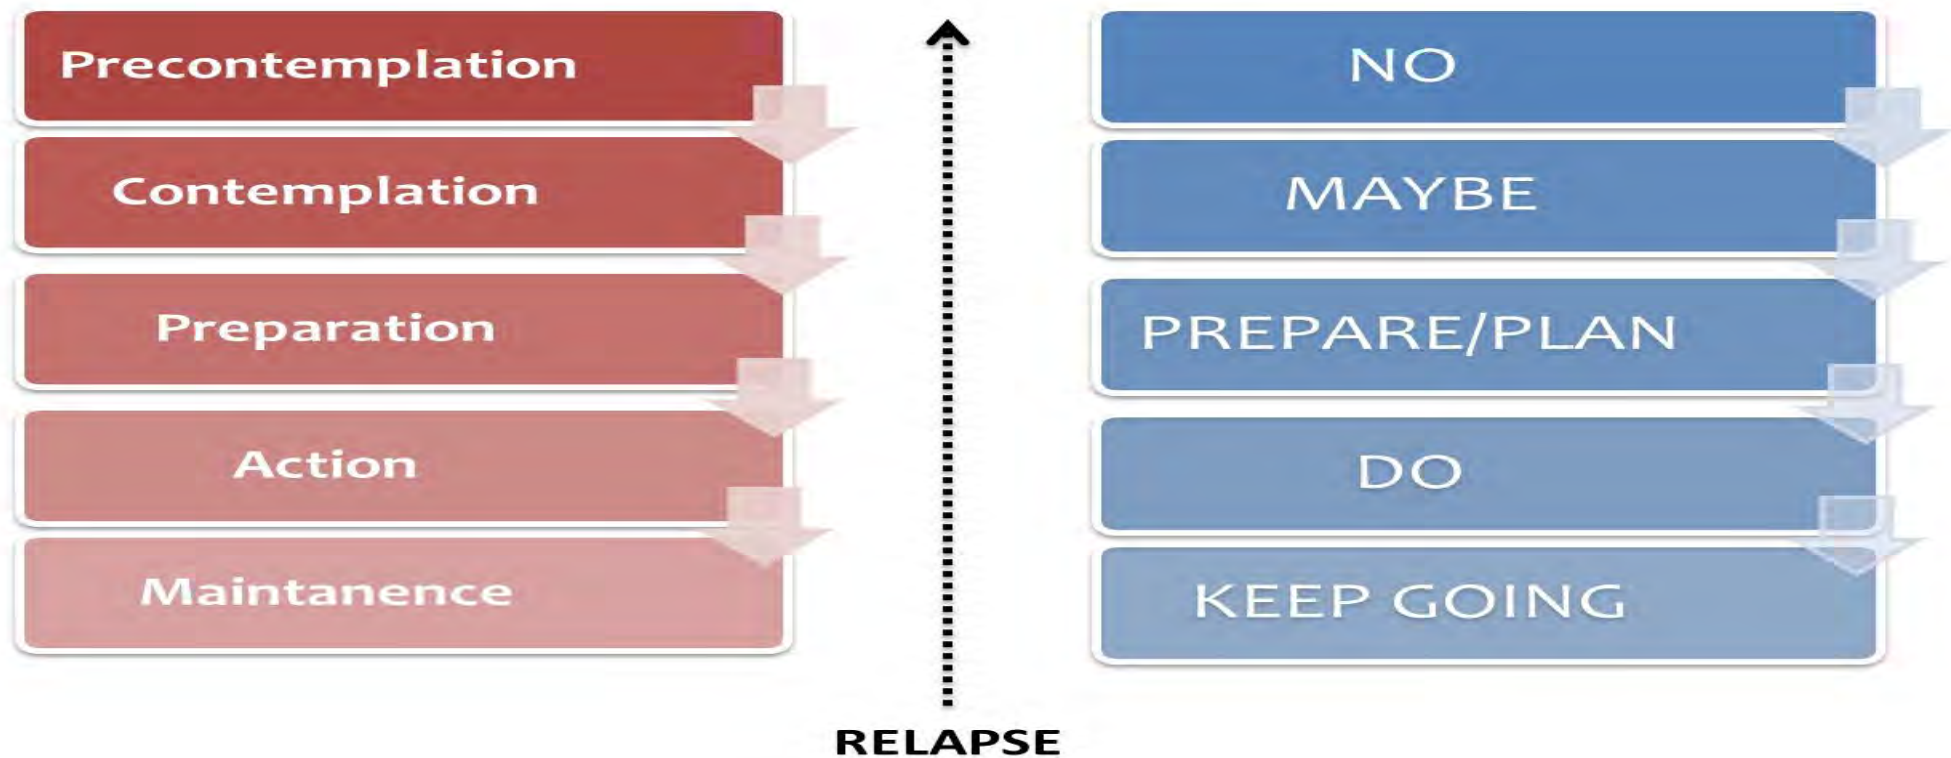 Precontemplation
Contemplation
Preparation
Action
Maintanence
RELAPSE
NO
MAYBE
PREPARE/PLAN
DO
KEEP GOING